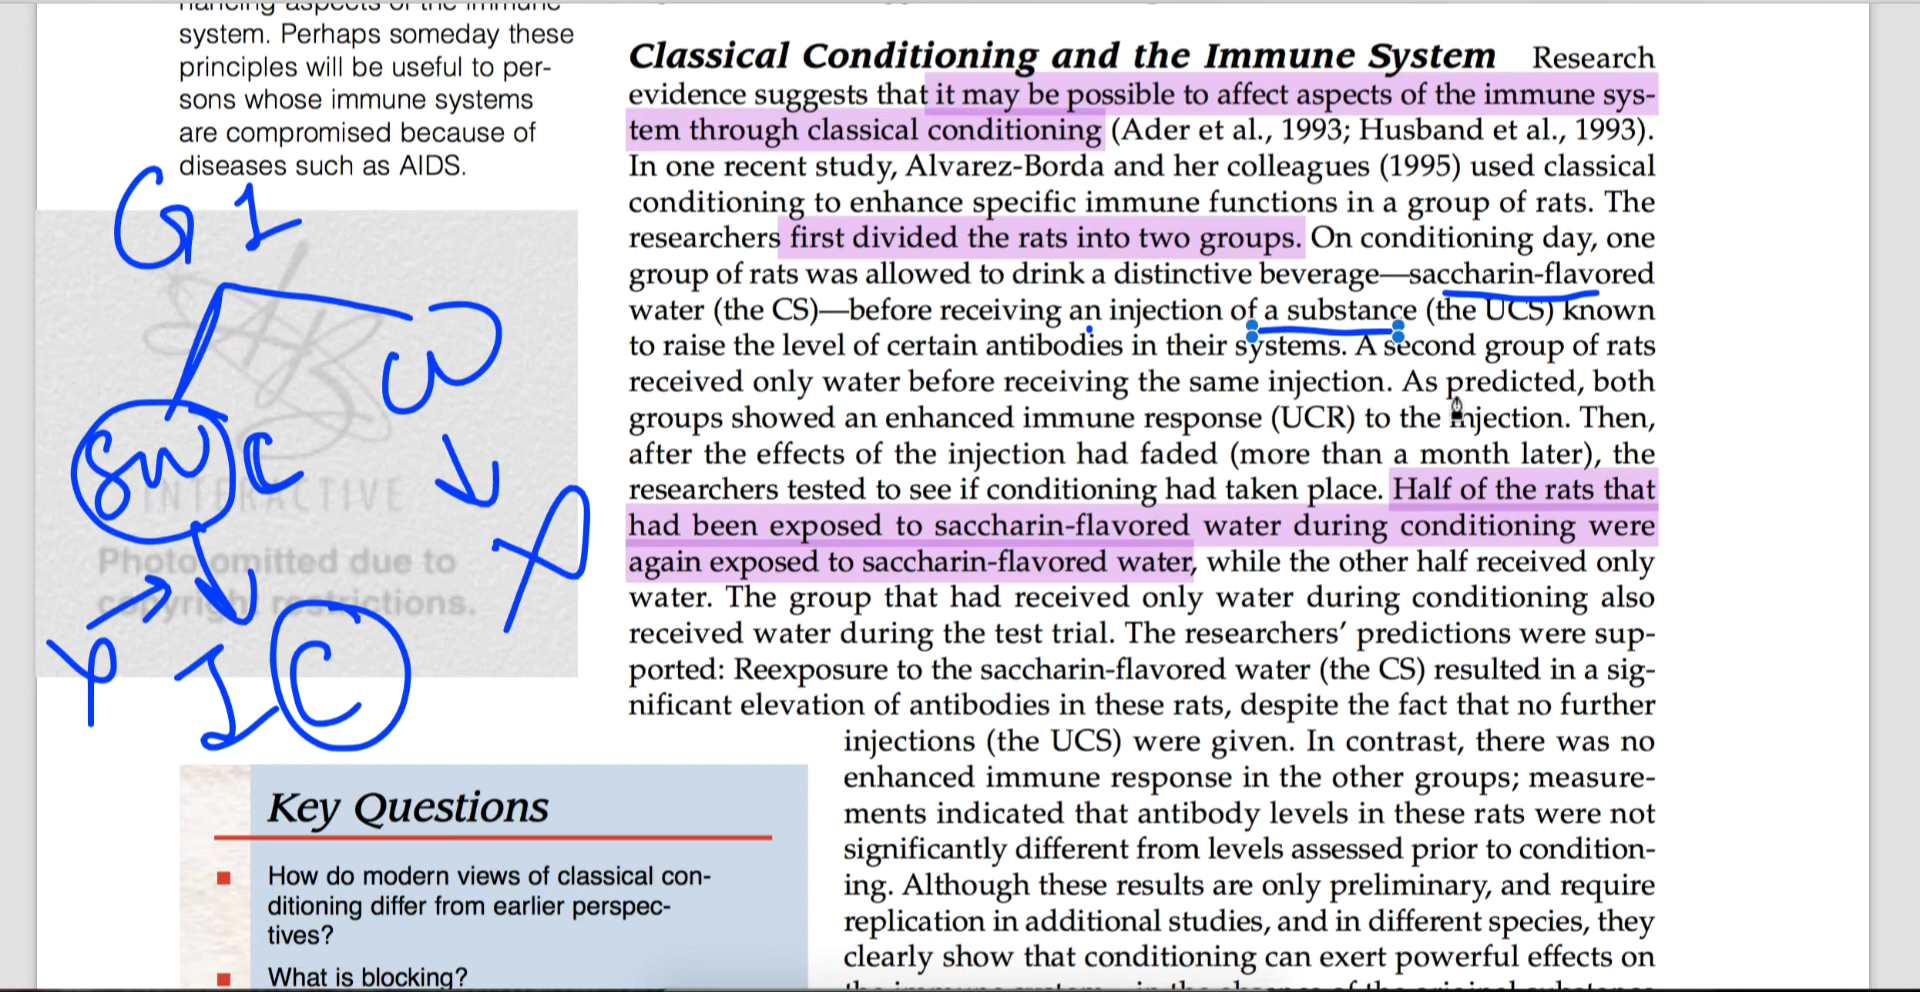 system. Perhaps someday these
principles will be useful to per-
sons whose immune systems
are compromised because of
diseases such as AIDS.
G1
W
SW C
INTERACTIVE
Photo omitted due to
copyright restrictions.
I C
Key Questions
How do modern views of classical con-
ditioning differ from earlier perspec-
tives?
What is blocking?
Classical Conditioning and the Immune System Research
evidence suggests that it may be possible to affect aspects of the immune sys-
tem through classical conditioning (Ader et al., 1993; Husband et al., 1993).
In one recent study, Alvarez-Borda and her colleagues (1995) used classical
conditioning to enhance specific immune functions in a group of rats. The
researchers first divided the rats into two groups. On conditioning day, one
group of rats was allowed to drink a distinctive beverage—saccharin-flavored
water (the CS)—before receiving an injection of a substance (the UCS) known
to raise the level of certain antibodies in their systems. A second group of rats
received only water before receiving the same injection. As predicted, both
groups showed an enhanced immune response (UCR) to the injection. Then,
after the effects of the injection had faded (more than a month later), the
researchers tested to see if conditioning had taken place. Half of the rats that
had been exposed to saccharin-flavored water during conditioning were
again exposed to saccharin-flavored water, while the other half received only
water. The group that had received only water during conditioning also
received water during the test trial. The researchers’ predictions were sup-
ported: Reexposure to the saccharin-flavored water (the CS) resulted in a sig-
nificant elevation of antibodies in these rats, despite the fact that no further
injections (the UCS) were given. In contrast, there was no
enhanced immune response in the other groups; measure-
ments indicated that antibody levels in these rats were not
significantly different from levels assessed prior to condition-
ing. Although these results are only preliminary, and require
replication in additional studies, and in different species, they
clearly show that conditioning can exert powerful effects on